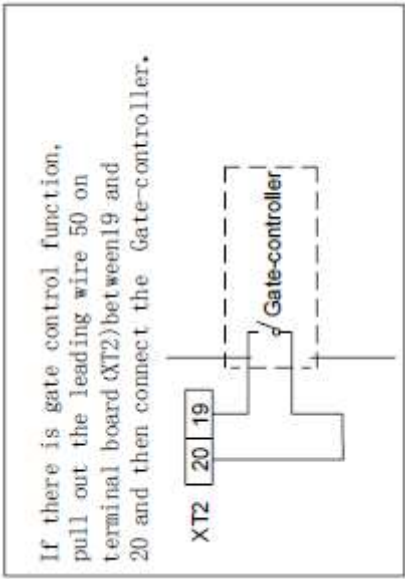 If there is gate control function,
pull out the leading wire 50 on
terminal board (XT2)between19 and
20 and then connect the Gate-controller.
XT2
20 19
Gate-controller